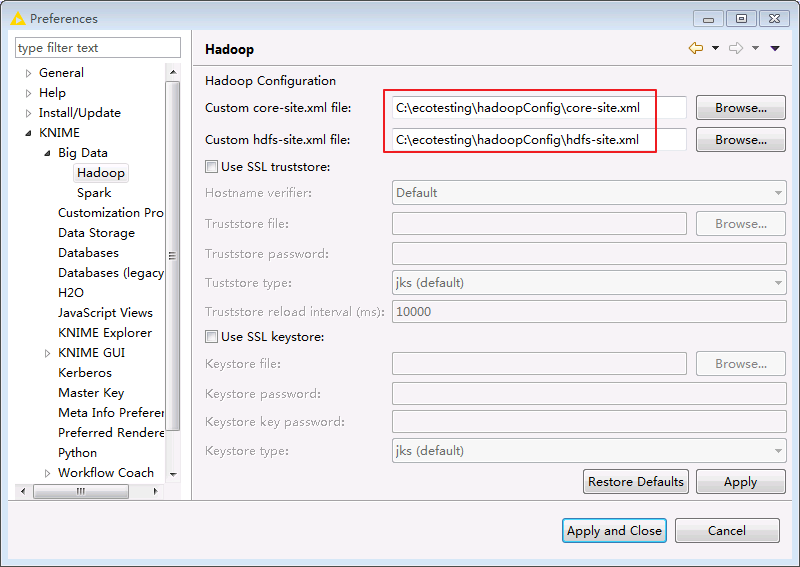 Preferences
type filter text
General
Help
Install/Update
KNIME
Big Data
Hadoop
Spark
Customization Pro
Data Storage
Databases
Databases (legacy
H2O
JavaScript Views
KNIME Explorer
KNIME GUI
Kerberos
Master Key
Meta Info Preferen
Preferred Rendere
Python
Workflow Coach
Hadoop
Hadoop Configuration
Custom core-site.xml file: C:\ecotesting\hadoopConfig\core-site.xml Browse...
Custom hdfs-site.xml file: C:\ecotesting\hadoopConfig\hdfs-site.xml Browse...
Use SSL truststore:
Hostname verifier: Default
Truststore file: Browse...
Truststore password:
Tuststore type: jks (default)
Truststore reload interval (ms): 10000
Use SSL keystore:
Keystore file: Browse...
Keystore password:
Keystore key password:
Keystore type: jks (default)
Restore Defaults Apply
Apply and Close Cancel